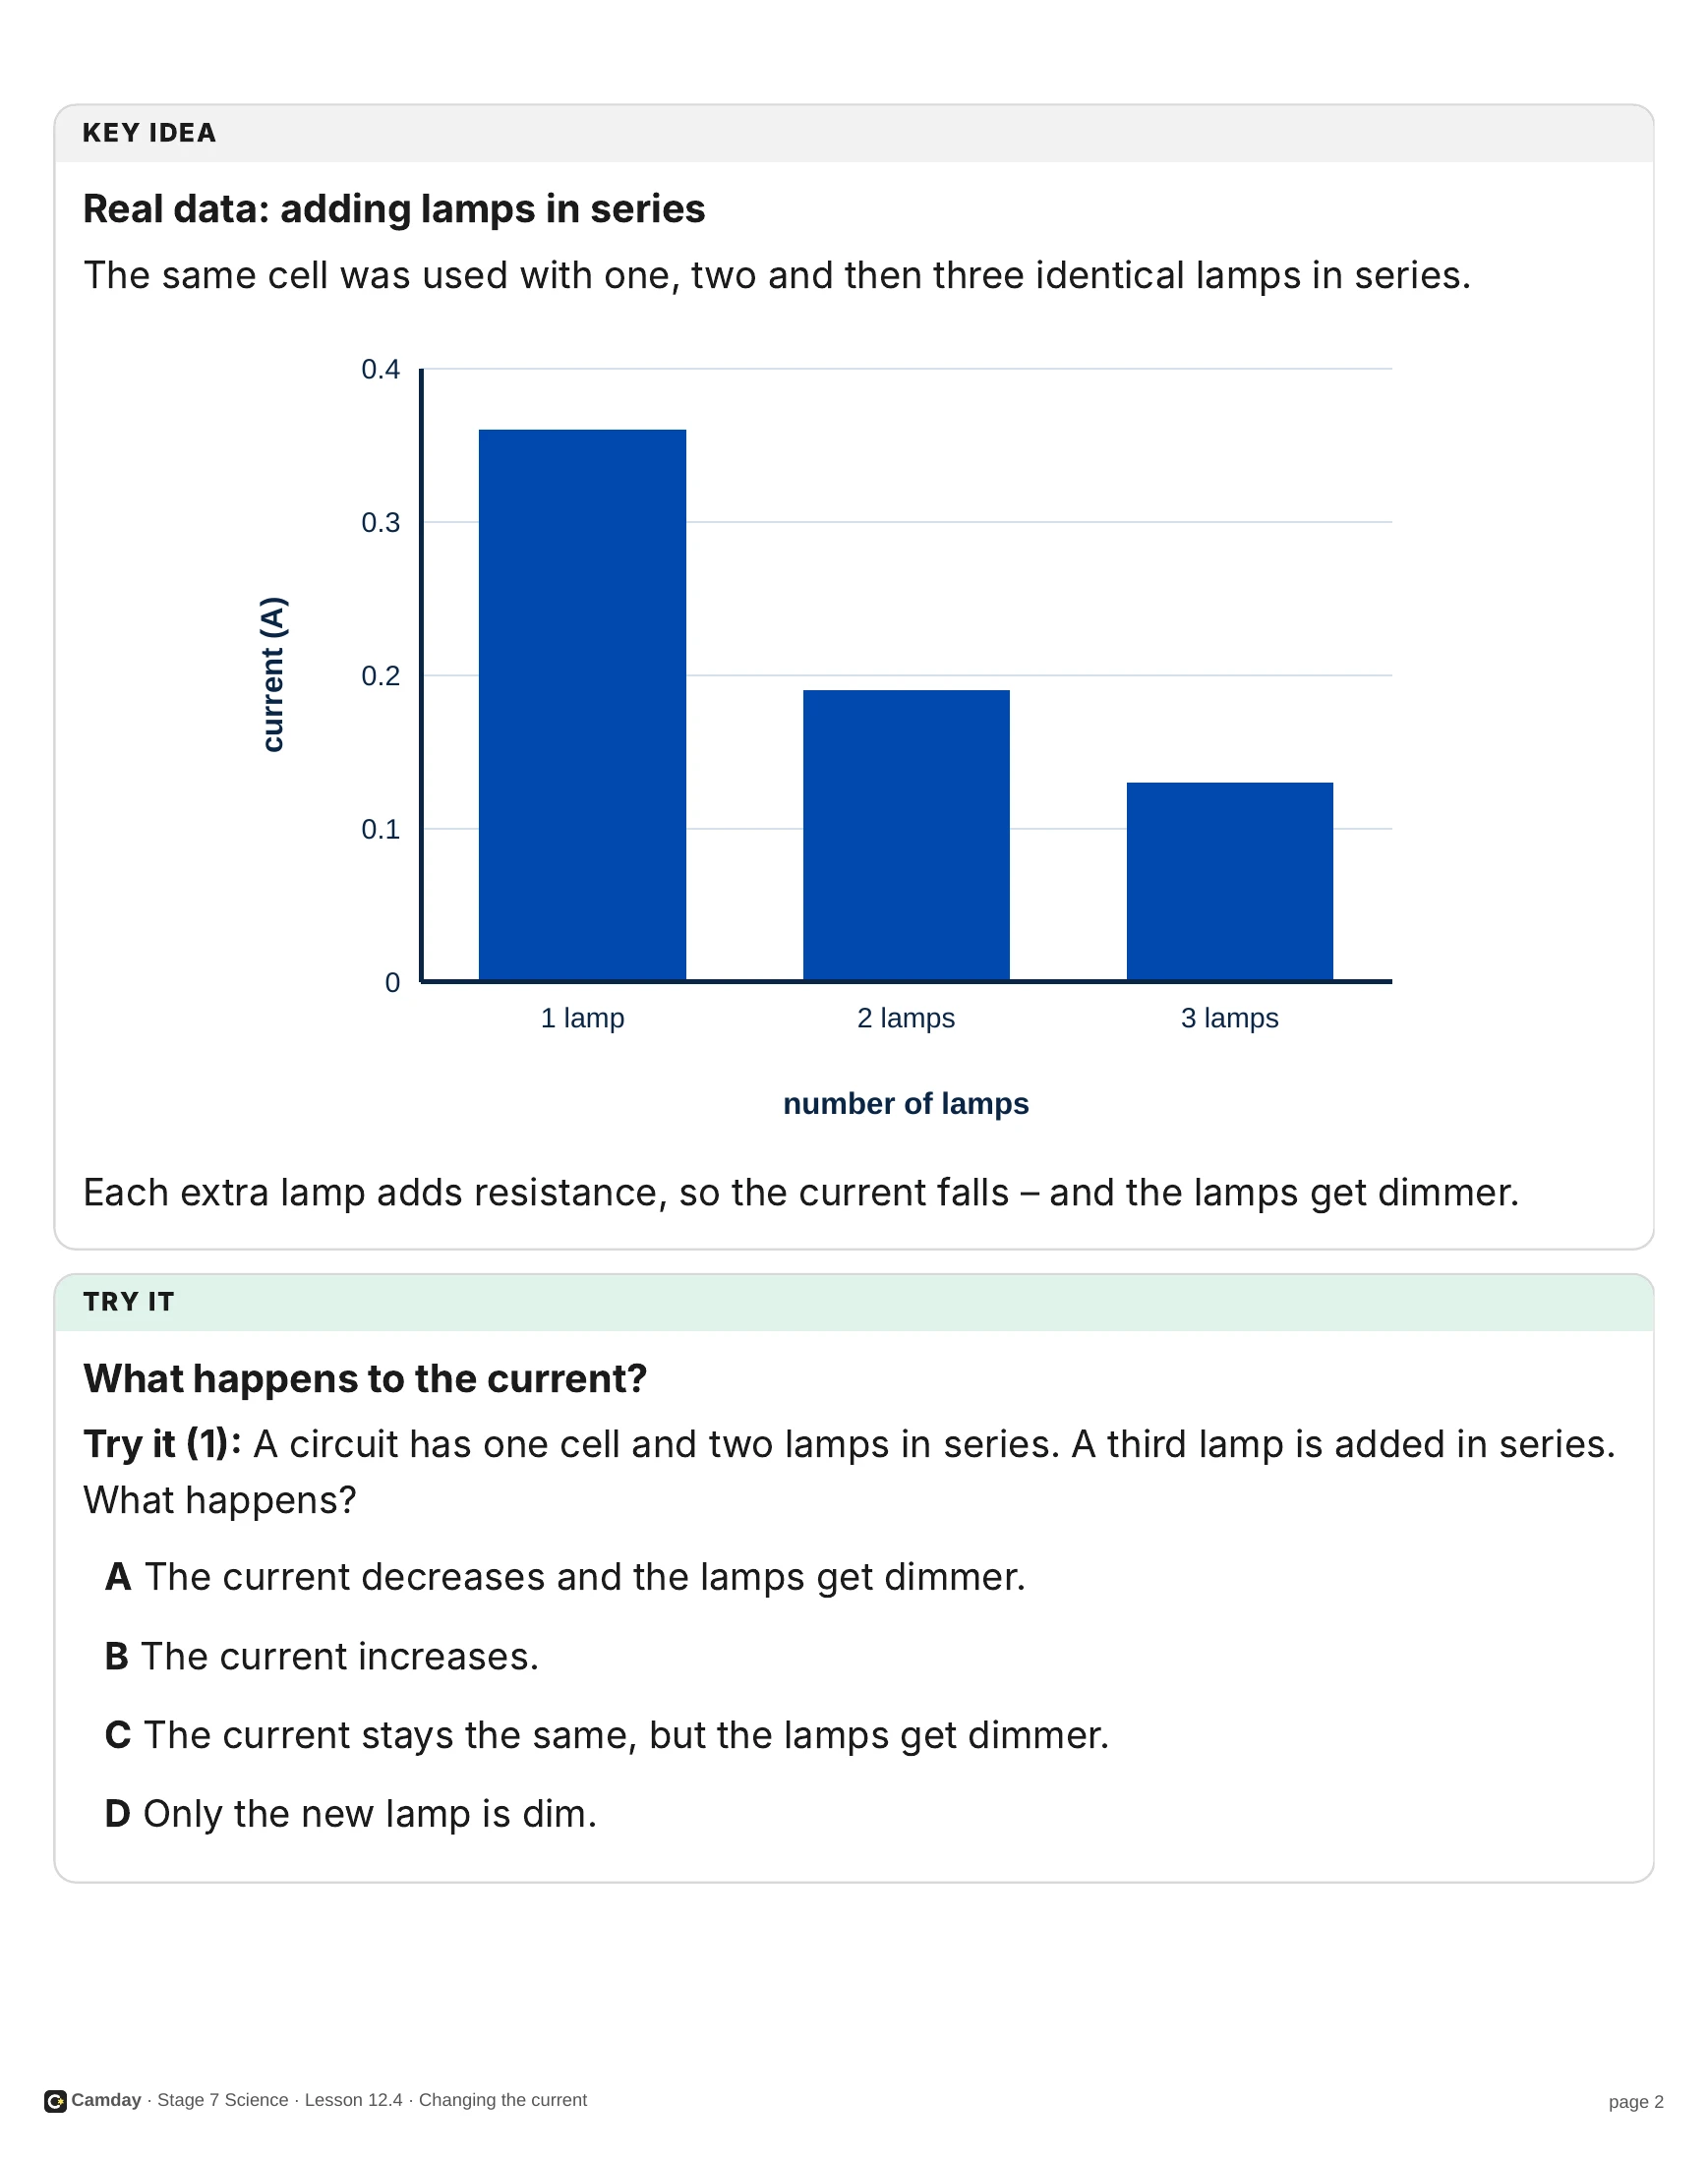 KEY IDEA
Real data: adding lamps in series
The same cell was used with one, two and then three identical lamps in series.
0.4
0.3
0.2
0.1
0
current (A)
1 lamp
2 lamps
3 lamps
number of lamps
Each extra lamp adds resistance, so the current falls – and the lamps get dimmer.
TRY IT
What happens to the current?
Try it (1): A circuit has one cell and two lamps in series. A third lamp is added in series.
What happens?
A The current decreases and the lamps get dimmer.
B The current increases.
C The current stays the same, but the lamps get dimmer.
D Only the new lamp is dim.
Camday · Stage 7 Science · Lesson 12.4 · Changing the current
page 2